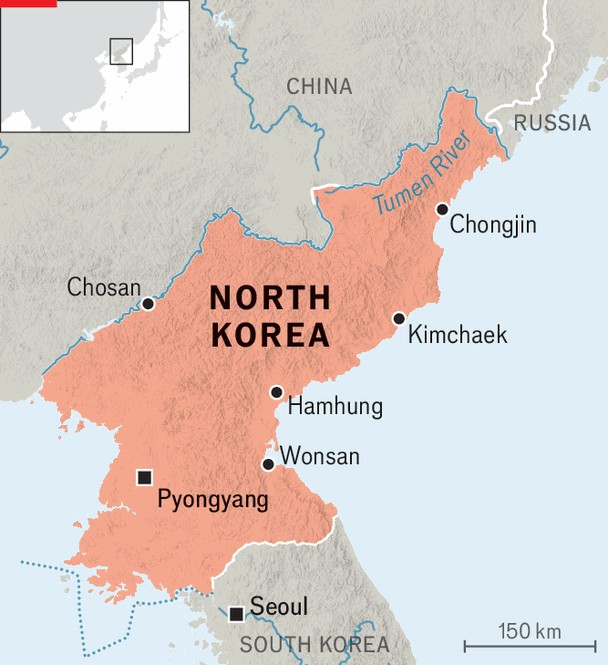 CHINA
RUSSIA
Tumen River
Chongjin
Chosan
NORTH
KOREA
Kimchaek
Hamhung
Wonsan
Pyongyang
Seoul
150 km
SOUTH KOREA